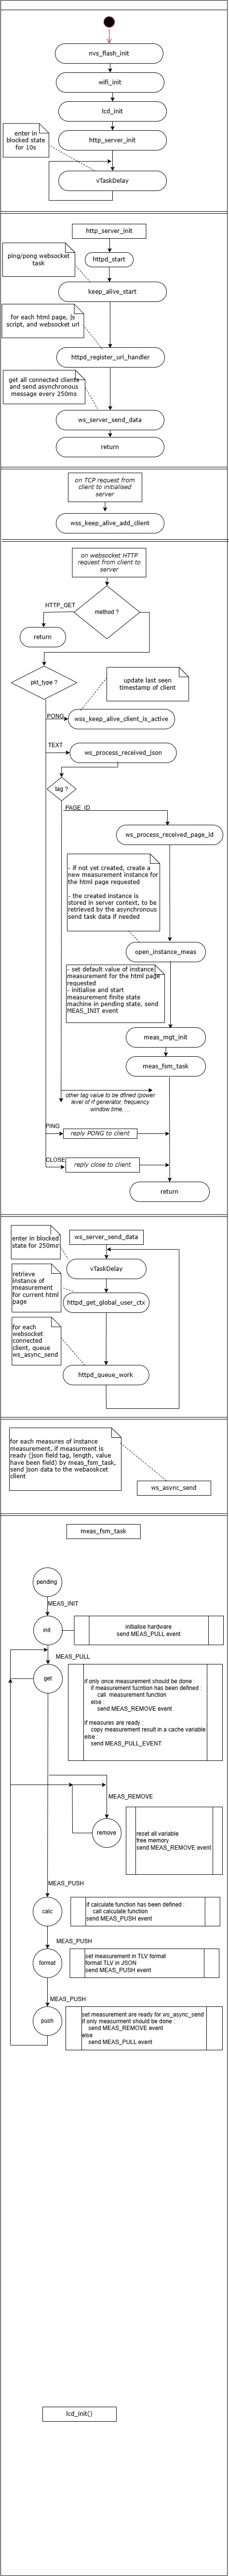 nvs_flash_init
wifi_init
lcd_init
http_server_init
enter in
blocked state
for 10s
vTaskDelay
http_server_init
ping/pong websocket
task
httpd_start
keep_alive_start
for each html page, js
script, and websocket url
httpd_register_url_handler
get all connected clients
and send asynchronous
message every 250ms
ws_server_send_data
return
on TCP request from
client to initialised
server
wss_keep_alive_add_client
on websocket HTTP
request from client to
server
HTTP_GET
method ?
return
pkt_type ?
update last seen
timestamp of client
PONG
wss_keep_alive_client_is_active
TEXT
ws_process_received_json
tag ?
PAGE_ID
ws_process_received_page_id
- if not yet created, create a
new measurement instance for
the html page requested
- the created instance is
stored in server context, to
be retrieved by the asynchronous
send task data if needed
open_instance_meas
- set default value of instance
measurement for the html page
requested
- initialise and start
measurement finite state
machine in pending state, send
MEAS_INIT event
meas_mgt_init
meas_fsm_task
other tag value to be dfined (power
level of rf generator, frequency
window time, ...
PING
reply PONG to client
CLOSE
reply close to client
return
enter in blocked
state for 250ms
ws_server_send_data
vTaskDelay
retrieve
instance of
measurement
for current html
page
httpd_get_global_user_ctx
for each
websocket
connected
client, queue
ws_async_send
httpd_queue_work
for each measures of instance
measurement, if measurment is
ready (json field tag, length, value
have been field) by meas_fsm_task,
send json data to the webaoskcet
client
ws_async_send
meas_fsm_task
pending
MEAS_INIT
init
initialise hardware
send MEAS_PULL event
MEAS_PULL
get
if only once measurement should be done :
if measurement fucntion has been defined :
call measurement function
else :
send MEAS_REMOVE event
if measures are ready :
copy measurement result in a cache variable
else :
send MEAS_PULL_EVENT
MEAS_REMOVE
remove
reset all variable
free memory
send MEAS_REMOVE event
MEAS_PUSH
calc
if calculate function has been defined :
call calculate function
send MEAS_PUSH event
MEAS_PUSH
format
set measurement in TLV format
format TLV in JSON
send MEAS_PUSH event
MEAS_PUSH
push
set measurement are ready for ws_async_send
if only measurment should be done :
send MEAS_REMOVE event
else
send MEAS_PULL event
lcd_init()